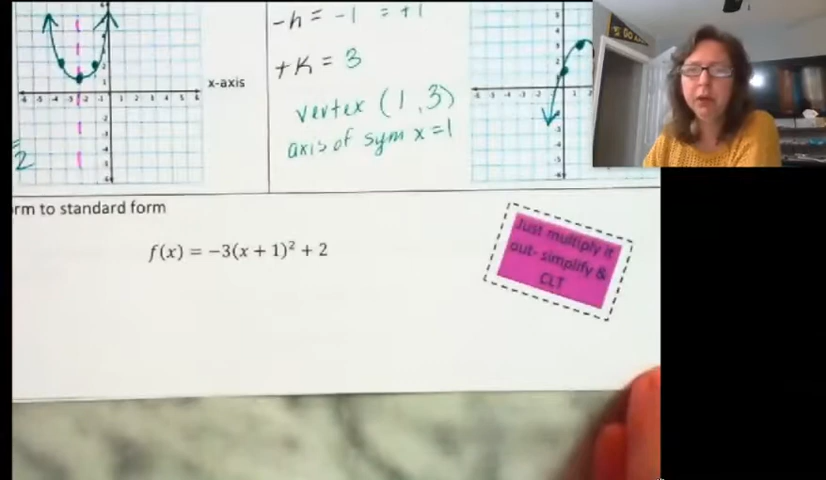 -h = -1 = +1
+k = 3
x-axis
vertex (1, 3)
axis of sym x = 1
2
rm to standard form
f(x) = −3(x + 1)² + 2
Just multiply it
out- simplify &
CLT